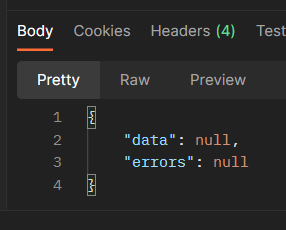 Body Cookies Headers (4) Test
Pretty Raw Preview
1 {
2 "data": null,
3 "errors": null
4 }